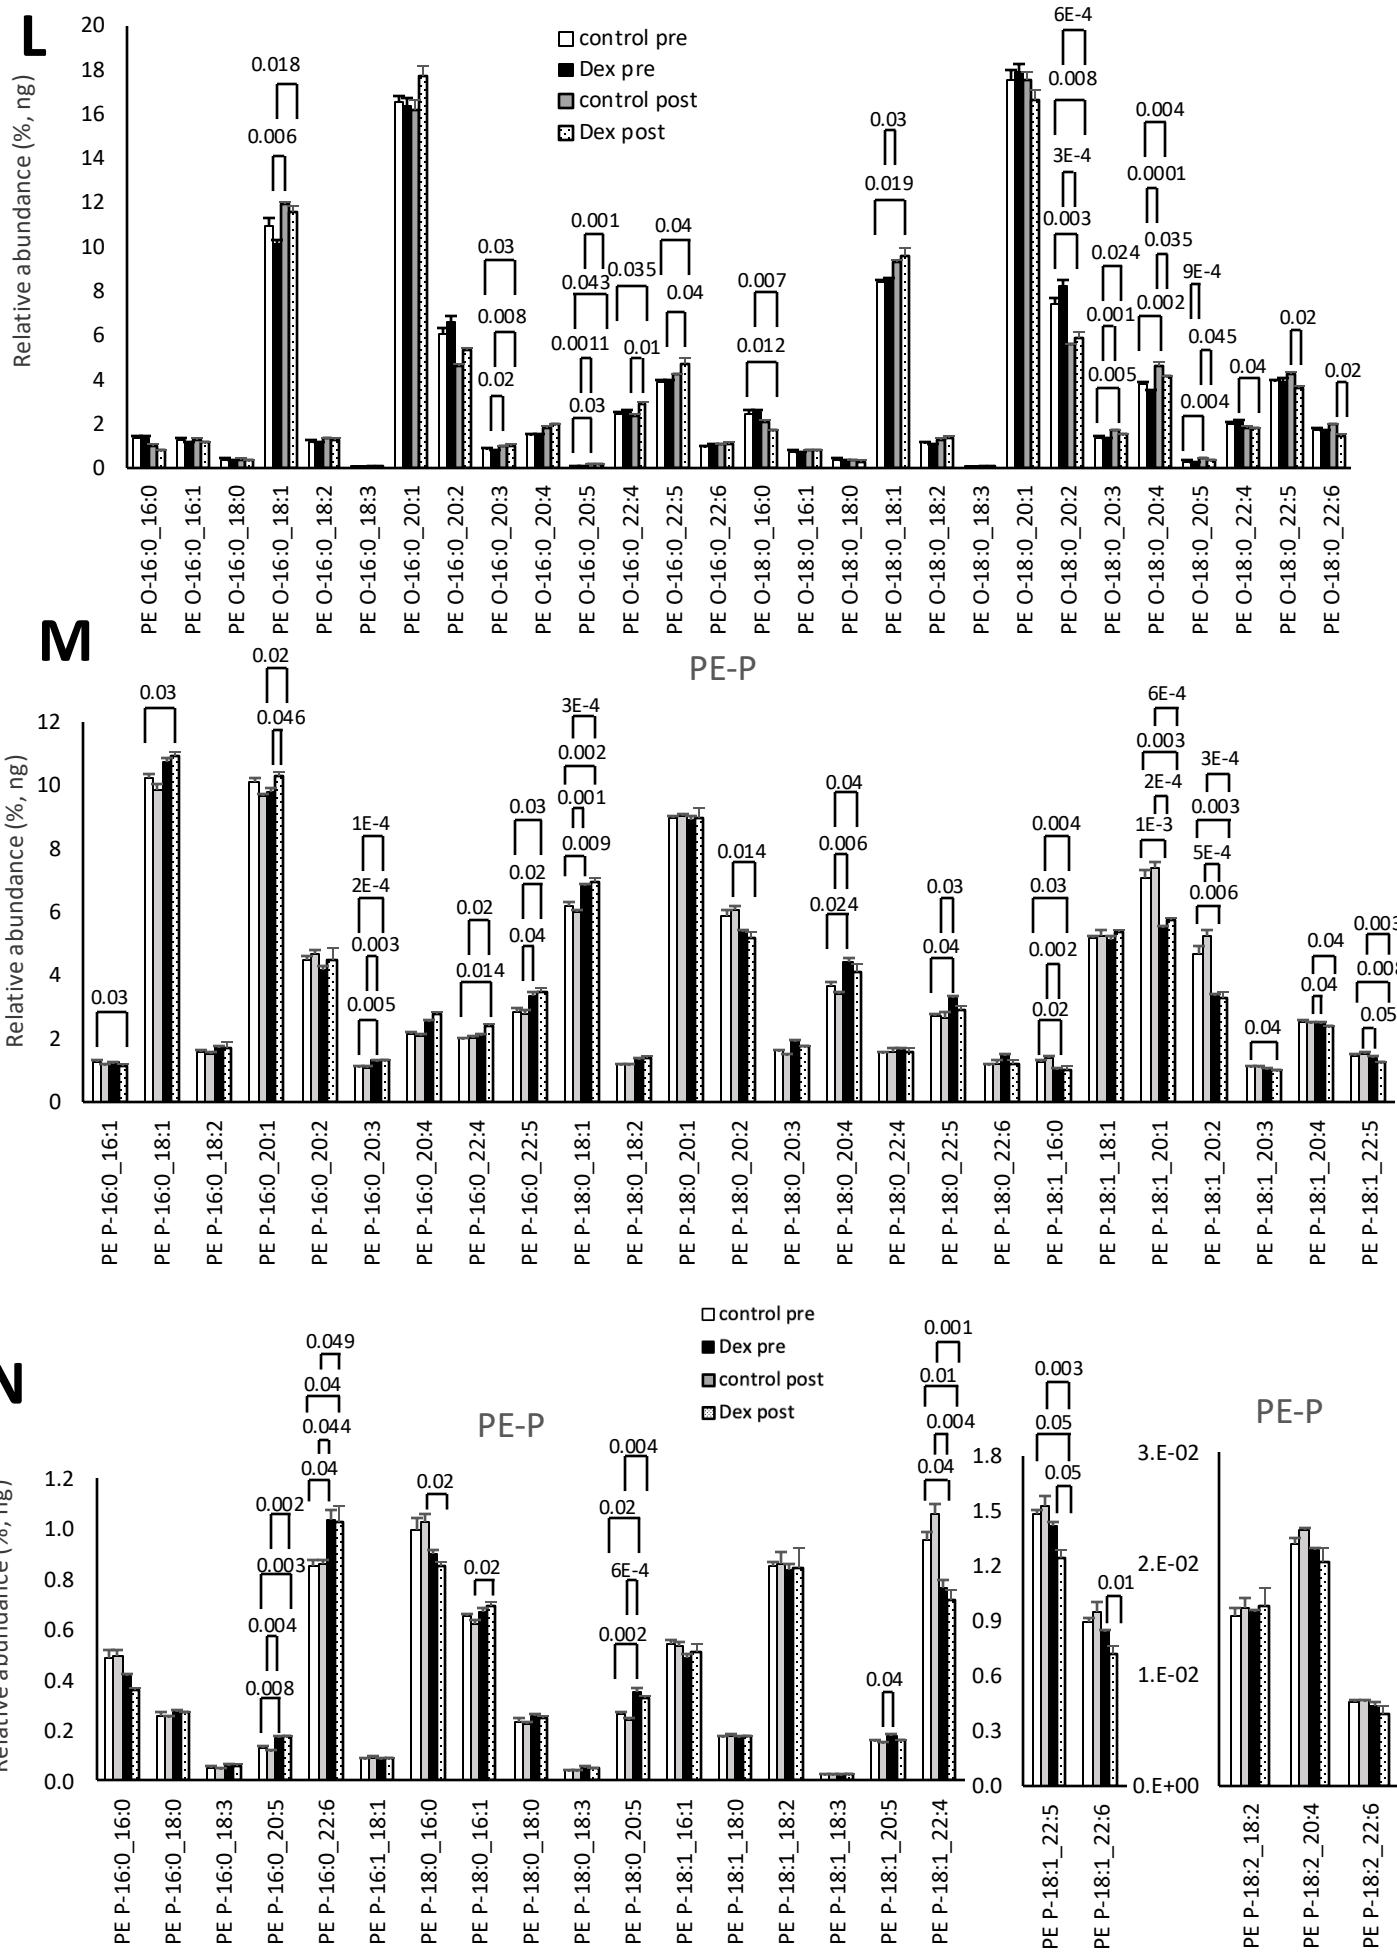 L
Relative abundance (%, ng)
20
18
16
14
12
10
8
6
4
2
0
control pre
Dex pre
control post
Dex post
0.018
0.006
0.03
0.008
0.02
0.001
0.043
0.0011
0.03
0.035
0.01
0.04
0.04
0.007
0.012
0.03
0.019
6E-4
0.008
3E-4
0.003
0.024
0.001
0.005
0.004
0.0001
0.035
0.002
9E-4
0.045
0.004
0.04
0.02
0.02
PE O-16:0_16:0
PE O-16:0_16:1
PE O-16:0_18:0
PE O-16:0_18:1
PE O-16:0_18:2
PE O-16:0_18:3
PE O-16:0_20:1
PE O-16:0_20:2
PE O-16:0_20:3
PE O-16:0_20:4
PE O-16:0_20:5
PE O-16:0_22:4
PE O-16:0_22:5
PE O-16:0_22:6
PE O-18:0_16:0
PE O-18:0_16:1
PE O-18:0_18:0
PE O-18:0_18:1
PE O-18:0_18:2
PE O-18:0_18:3
PE O-18:0_20:1
PE O-18:0_20:2
PE O-18:0_20:3
PE O-18:0_20:4
PE O-18:0_20:5
PE O-18:0_22:4
PE O-18:0_22:5
PE O-18:0_22:6
M
PE-P
Relative abundance (%, ng)
12
10
8
6
4
2
0
0.03
0.03
0.02
0.046
1E-4
2E-4
0.003
0.005
0.02
0.014
0.03
0.02
0.04
3E-4
0.002
0.001
0.009
0.014
0.04
0.006
0.024
0.03
0.04
0.004
0.03
0.002
0.02
6E-4
0.003
2E-4
1E-3
3E-4
0.003
5E-4
0.006
0.04
0.04
0.04
0.003
0.008
0.05
PE P-16:0_16:1
PE P-16:0_18:1
PE P-16:0_18:2
PE P-16:0_20:1
PE P-16:0_20:2
PE P-16:0_20:3
PE P-16:0_20:4
PE P-16:0_22:4
PE P-16:0_22:5
PE P-18:0_18:1
PE P-18:0_18:2
PE P-18:0_20:1
PE P-18:0_20:2
PE P-18:0_20:3
PE P-18:0_20:4
PE P-18:0_22:4
PE P-18:0_22:5
PE P-18:0_22:6
PE P-18:1_16:0
PE P-18:1_18:1
PE P-18:1_20:1
PE P-18:1_20:2
PE P-18:1_20:3
PE P-18:1_20:4
PE P-18:1_22:5
N
PE-P
control pre
Dex pre
control post
Dex post
Relative abundance (%, ng)
1.2
1.0
0.8
0.6
0.4
0.2
0.0
0.002
0.003
0.004
0.008
0.049
0.04
0.044
0.04
0.02
0.02
0.004
0.02
6E-4
0.002
0.04
0.001
0.01
0.004
0.04
PE P-16:0_16:0
PE P-16:0_18:0
PE P-16:0_18:3
PE P-16:0_20:5
PE P-16:0_22:6
PE P-16:1_18:1
PE P-18:0_16:0
PE P-18:0_16:1
PE P-18:0_18:0
PE P-18:0_18:3
PE P-18:0_20:5
PE P-18:1_16:1
PE P-18:1_18:0
PE P-18:1_18:2
PE P-18:1_18:3
PE P-18:1_20:5
PE P-18:1_22:4
1.8
1.5
1.2
0.9
0.6
0.3
0.0
0.003
0.05
0.05
0.01
PE P-18:1_22:5
PE P-18:1_22:6
PE-P
3.E-02
2.E-02
1.E-02
0.E+00
PE P-18:2_18:2
PE P-18:2_20:4
PE P-18:2_22:6